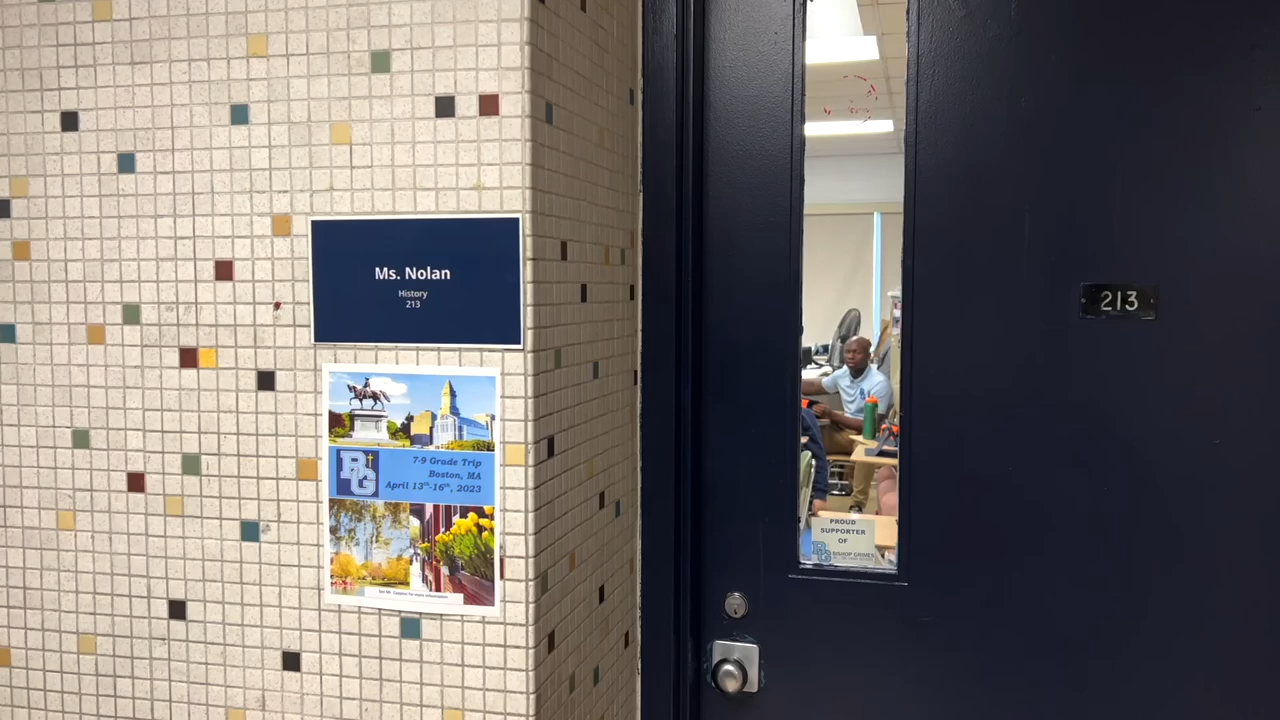 Ms. Nolan
History
213
BG
7-9 Grade Trip
Boston, MA
April 13th-16th, 2023
213
PROUD
SUPPORTER
OF
BG BISHOP GRIMES